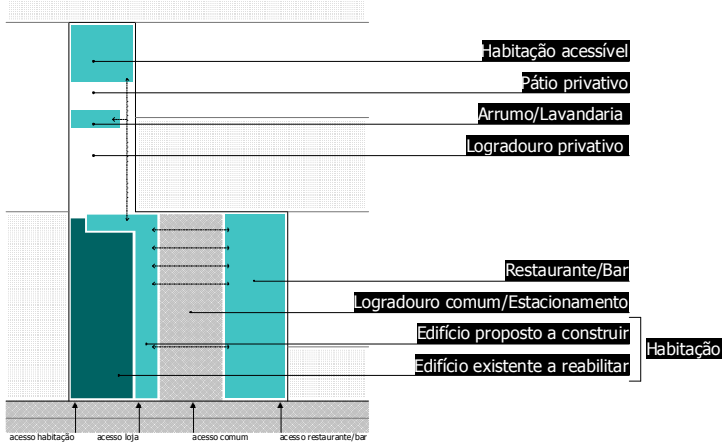 Habitação acessível
Pátio privativo
Arrumo/Lavandaria
Logradouro privativo
Restaurante/Bar
Logradouro comum/Estacionamento
Edifício proposto a construir
Habitação
Edifício existente a reabilitar
acesso habitação
acesso loja
acesso comum
acesso restaurante/bar